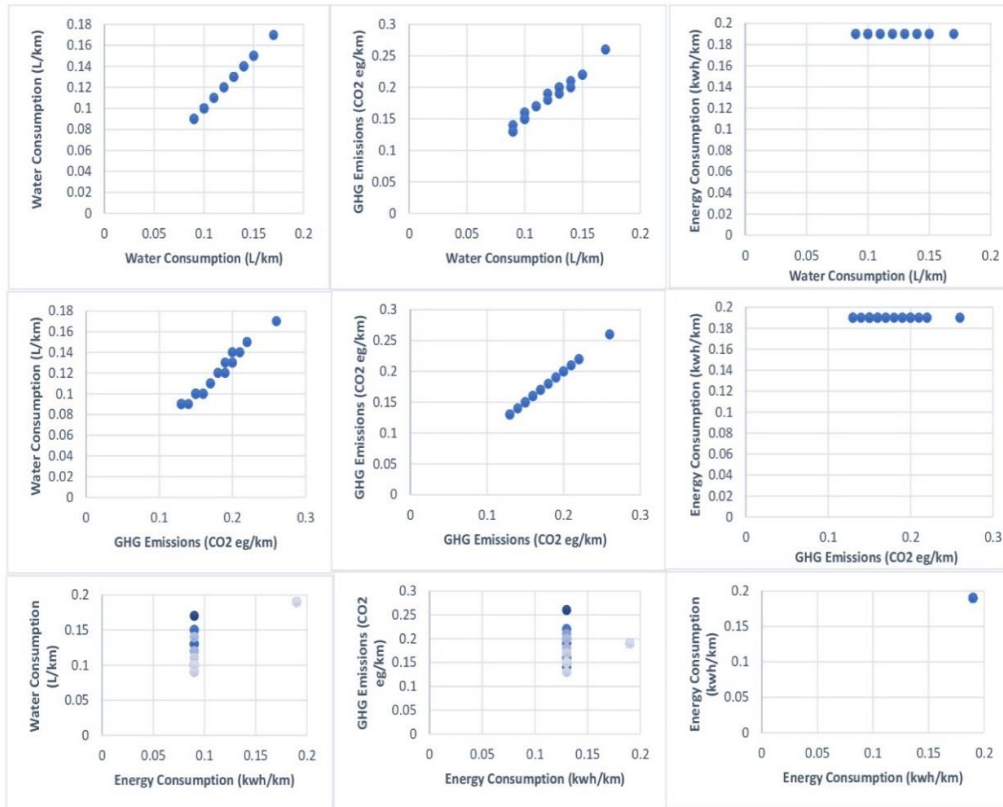 Water Consumption (L/km)
0.18
0.16
0.14
0.12
0.1
0.08
0.06
0.04
0.02
0
0 0.05 0.1 0.15 0.2
Water Consumption (L/km)
GHG Emissions (CO2 eg/km)
0.3
0.25
0.2
0.15
0.1
0.05
0
0 0.05 0.1 0.15 0.2
Water Consumption (L/km)
Energy Consumption (kwh/km)
0.2
0.18
0.16
0.14
0.12
0.1
0.08
0.06
0.04
0.02
0
0 0.05 0.1 0.15 0.2
Water Consumption (L/km)
Water Consumption (L/km)
0.18
0.16
0.14
0.12
0.1
0.08
0.06
0.04
0.02
0
0 0.1 0.2 0.3
GHG Emissions (CO2 eg/km)
GHG Emissions (CO2 eg/km)
0.3
0.25
0.2
0.15
0.1
0.05
0
0 0.1 0.2 0.3
GHG Emissions (CO2 eg/km)
Energy Consumption (kwh/km)
0.2
0.18
0.16
0.14
0.12
0.1
0.08
0.06
0.04
0.02
0
0 0.1 0.2 0.3
GHG Emissions (CO2 eg/km)
Water Consumption
(L/km)
0.2
0.15
0.1
0.05
0
0 0.05 0.1 0.15 0.2
Energy Consumption (kwh/km)
GHG Emissions (CO2
eg/km)
0.3
0.25
0.2
0.15
0.1
0.05
0
0 0.05 0.1 0.15 0.2
Energy Consumption (kwh/km)
Energy Consumption
(kwh/km)
0.2
0.1
0
0 0.05 0.1 0.15 0.2
Energy Consumption (kwh/km)